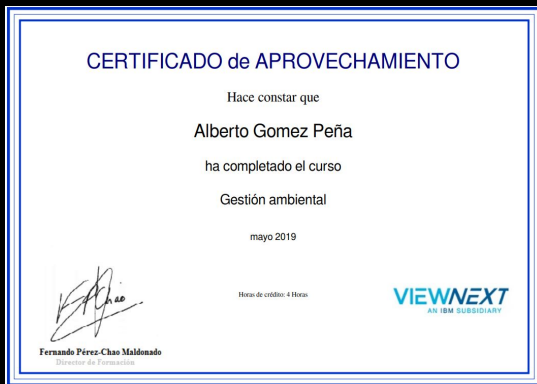 CERTIFICADO de APROVECHAMIENTO
Hace constar que
Alberto Gomez Peña
ha completado el curso
Gestión ambiental
mayo 2019
Horas de crédito: 4 Horas
VIEWNEXT
AN IBM SUBSIDIARY
Fernando Pérez-Chao Maldonado
Director de Formación